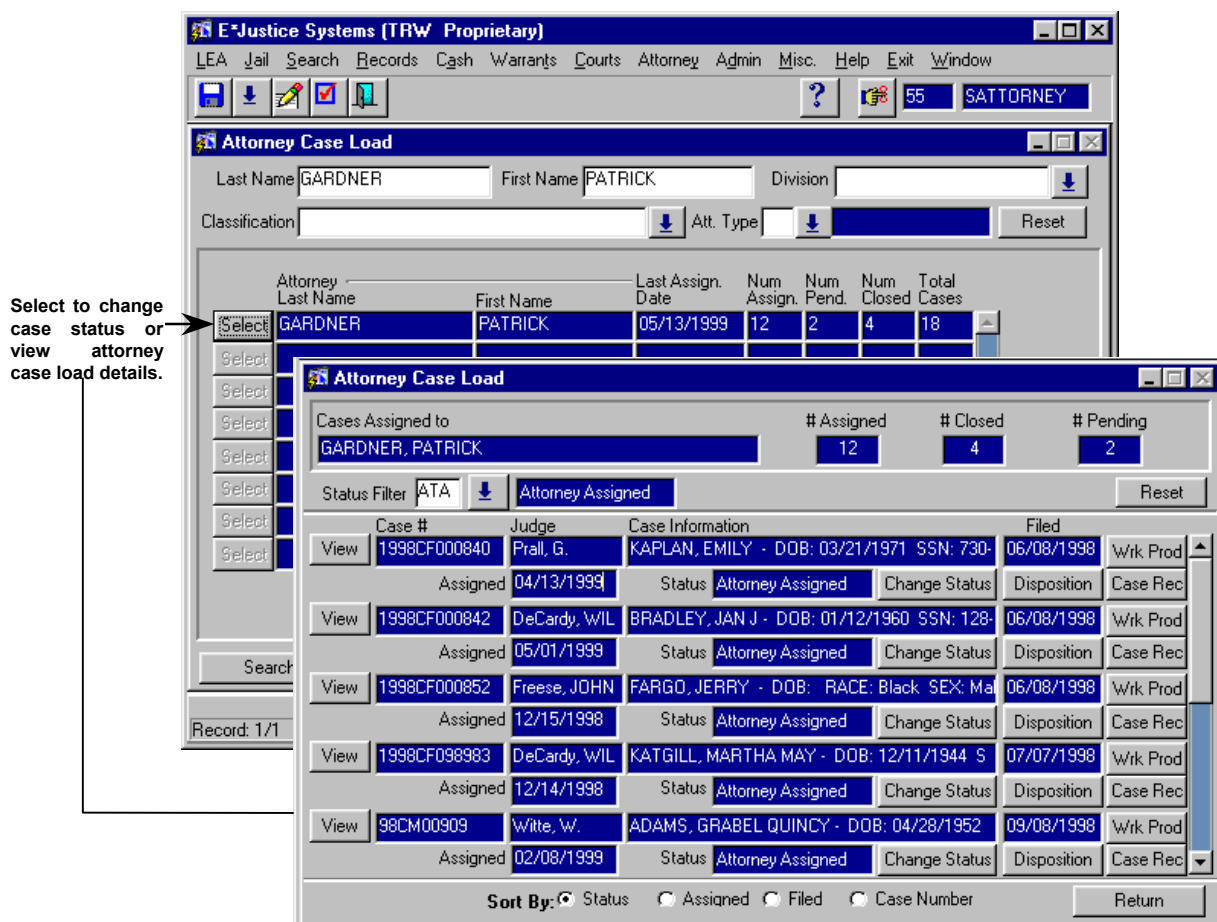 E*Justice Systems (TRW Proprietary)
LEA Jail Search Records Cash Warrants Courts Attorney Admin Misc. Help Exit Window
? 55 SATTORNEY
Attorney Case Load
Last Name GARDNER First Name PATRICK Division
Classification Att. Type Reset
Attorney Last Assign. Num Num Num Total
Last Name First Name Date Assign. Pend. Closed Cases
Select to change
case status or
view attorney
case load details.
Select GARDNER PATRICK 05/13/1999 12 2 4 18
Select
Select
Select
Select
Select
Select
Select
Search
Record: 1/1
Attorney Case Load
Cases Assigned to # Assigned # Closed # Pending
GARDNER, PATRICK 12 4 2
Status Filter ATA Attorney Assigned Reset
Case # Judge Case Information Filed
View 1998CF000840 Prall, G. KAPLAN, EMILY - DOB: 03/21/1971 SSN: 730- 06/08/1998 Wrk Prod
Assigned 04/13/1999 Status Attorney Assigned Change Status Disposition Case Rec
View 1998CF000842 DeCardy, WIL BRADLEY, JAN J - DOB: 01/12/1960 SSN: 128- 06/08/1998 Wrk Prod
Assigned 05/01/1999 Status Attorney Assigned Change Status Disposition Case Rec
View 1998CF000852 Freese, JOHN FARGO, JERRY - DOB: RACE: Black SEX: Mal 06/08/1998 Wrk Prod
Assigned 12/15/1998 Status Attorney Assigned Change Status Disposition Case Rec
View 1998CF098983 DeCardy, WIL KATGILL, MARTHA MAY - DOB: 12/11/1944 S 07/07/1998 Wrk Prod
Assigned 12/14/1998 Status Attorney Assigned Change Status Disposition Case Rec
View 98CM00909 Witte, W. ADAMS, GRABEL QUINCY - DOB: 04/28/1952 09/08/1998 Wrk Prod
Assigned 02/08/1999 Status Attorney Assigned Change Status Disposition Case Rec
Sort By: Status Assigned Filed Case Number Return